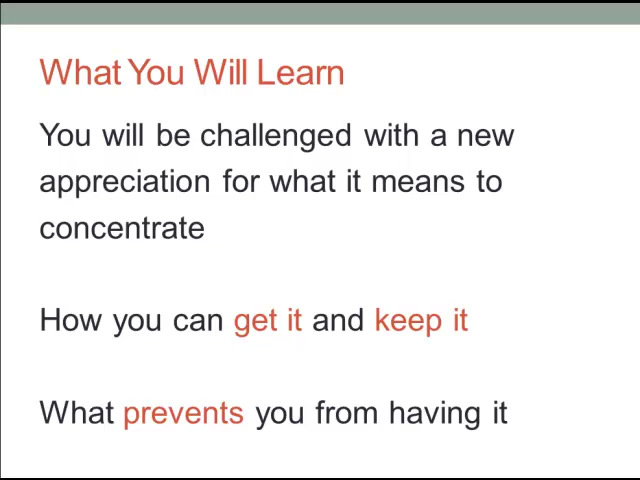 What You Will Learn
You will be challenged with a new
appreciation for what it means to
concentrate
How you can get it and keep it
What prevents you from having it